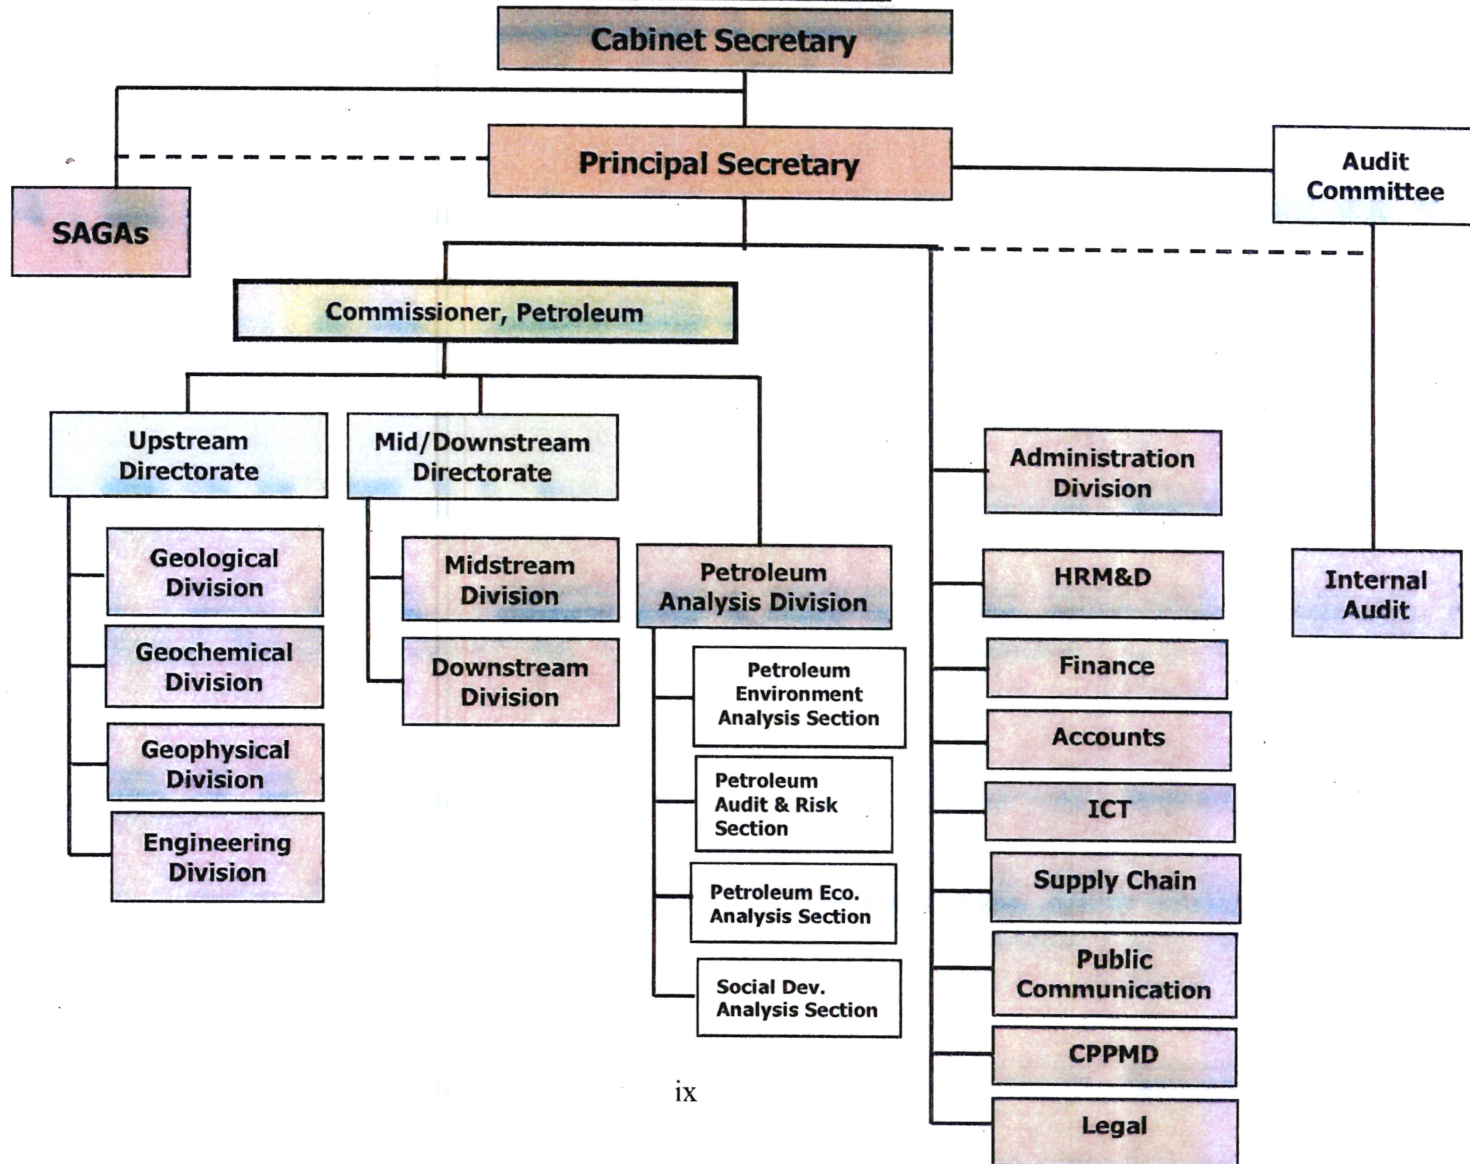 Cabinet Secretary
Principal Secretary
Audit
Committee
SAGAs
Commissioner, Petroleum
Upstream
Directorate
Mid/Downstream
Directorate
Administration
Division
Geological
Division
Midstream
Division
Petroleum
Analysis Division
HRM&D
Internal
Audit
Geochemical
Division
Downstream
Division
Petroleum
Environment
Analysis Section
Finance
Geophysical
Division
Accounts
Petroleum
Audit & Risk
Section
ICT
Engineering
Division
Petroleum Eco.
Analysis Section
Supply Chain
Social Dev.
Analysis Section
Public
Communication
CPPMD
Legal
ix